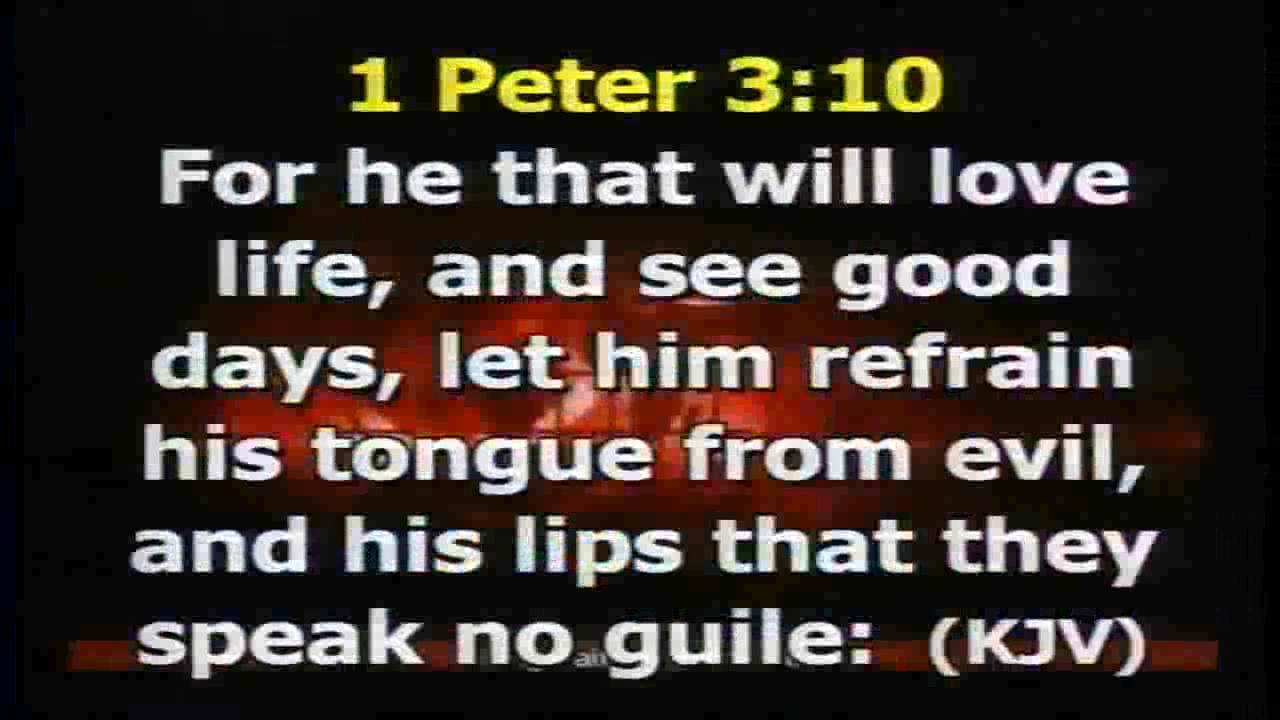 1 Peter 3:10
For he that will love
life, and see good
days, let him refrain
his tongue from evil,
and his lips that they
speak no guile: (KJV)